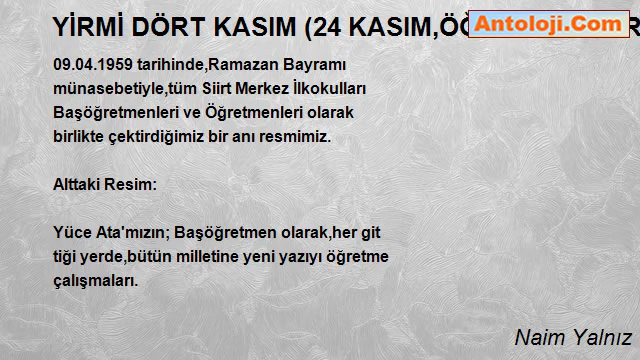 YİRMİ DÖRT KASIM (24 KASIM,ÖĞ
Antoloji.Com
09.04.1959 tarihinde,Ramazan Bayramı
münasebetiyle,tüm Siirt Merkez İlkokulları
Başöğretmenleri ve Öğretmenleri olarak
birlikte çektirdiğimiz bir anı resmimiz.
Alttaki Resim:
Yüce Ata'mızın; Başöğretmen olarak,her git
tiği yerde,bütün milletine yeni yazıyı öğretme
çalışmaları.
Naim Yalnız